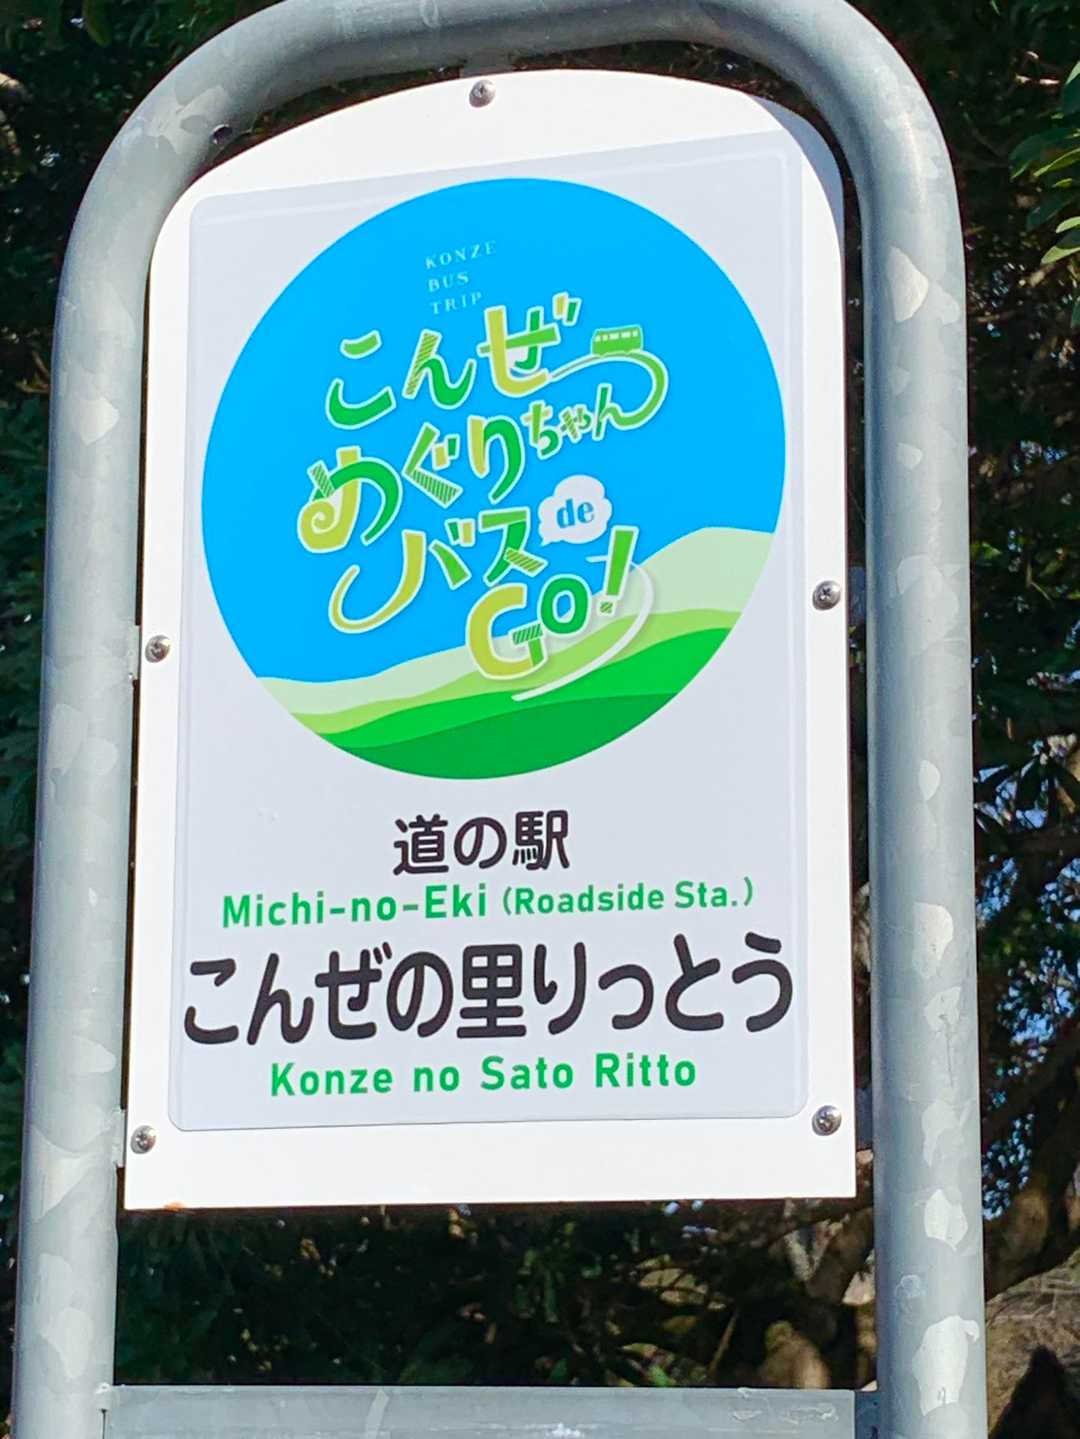 KONZE
BUS
TRIP
こんぜ
めぐりちゃん
バス de
GO!
道の駅
Michi-no-Eki (Roadside Sta.)
こんぜの里りっとう
Konze no Sato Ritto